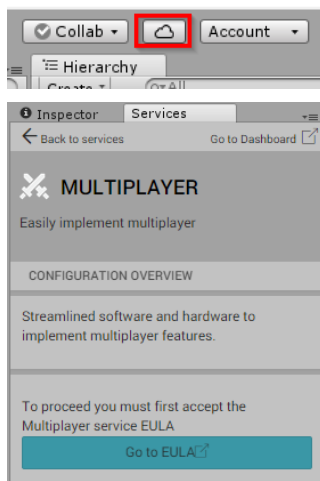 Collab
Account
Hierarchy
Create
All
Inspector
Services
Back to services
Go to Dashboard
MULTIPLAYER
Easily implement multiplayer
CONFIGURATION OVERVIEW
Streamlined software and hardware to
implement multiplayer features.
To proceed you must first accept the
Multiplayer service EULA
Go to EULA